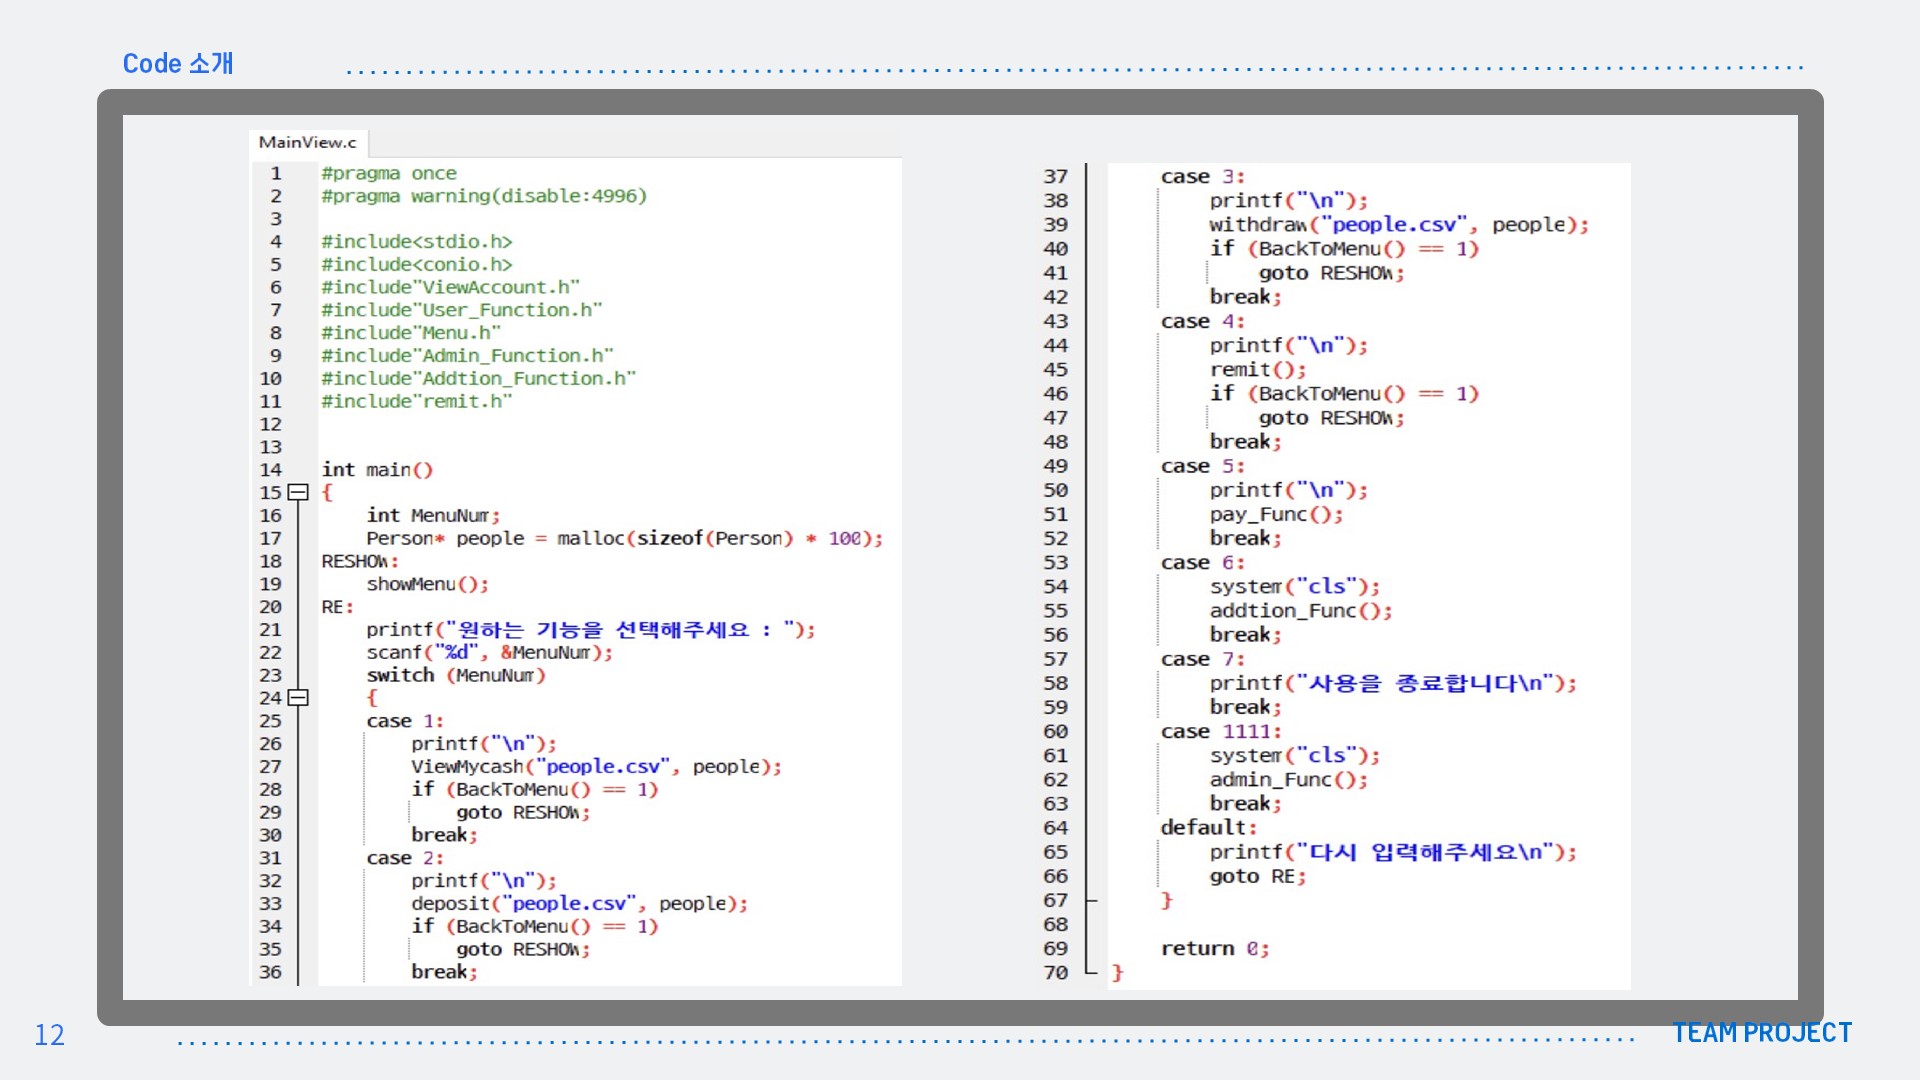 Code 소개
MainView.c
1 #pragma once
2 #pragma warning(disable:4996)
3
4 #include<stdio.h>
5 #include<conio.h>
6 #include"ViewAccount.h"
7 #include"User_Function.h"
8 #include"Menu.h"
9 #include"Admin_Function.h"
10 #include"Addtion_Function.h"
11 #include"remit.h"
12
13
14 int main()
15 {
16 int MenuNum;
17 Person* people = malloc(sizeof(Person) * 100);
18 RESHOW:
19 showMenu();
20 RE:
21 printf("원하는 기능을 선택해주세요 : ");
22 scanf("%d", &MenuNum);
23 switch (MenuNum)
24 {
25 case 1:
26 printf("\n");
27 ViewMycash("people.csv", people);
28 if (BackToMenu() == 1)
29 goto RESHOW;
30 break;
31 case 2:
32 printf("\n");
33 deposit("people.csv", people);
34 if (BackToMenu() == 1)
35 goto RESHOW;
36 break;
37 case 3:
38 printf("\n");
39 withdraw("people.csv", people);
40 if (BackToMenu() == 1)
41 goto RESHOW;
42 break;
43 case 4:
44 printf("\n");
45 remit();
46 if (BackToMenu() == 1)
47 goto RESHOW;
48 break;
49 case 5:
50 printf("\n");
51 pay_Func();
52 break;
53 case 6:
54 system("cls");
55 addtion_Func();
56 break;
57 case 7:
58 printf("사용을 종료합니다\n");
59 break;
60 case 1111:
61 system("cls");
62 admin_Func();
63 break;
64 default:
65 printf("다시 입력해주세요\n");
66 goto RE;
67 }
68
69 return 0;
70 }
12
TEAM PROJECT